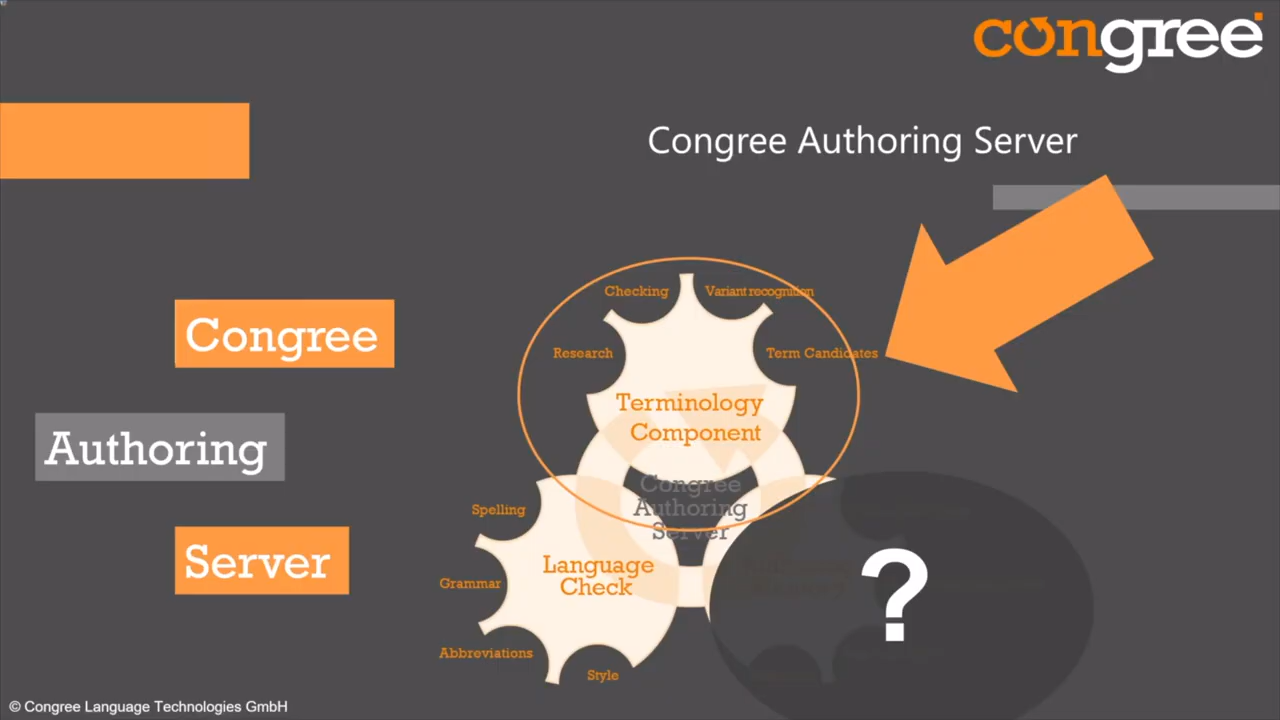 congree
Congree Authoring Server
Congree
Authoring
Server
Checking
Variant recognition
Research
Term Candidates
Terminology
Component
Congree
Authoring
Server
Spelling
Grammar
Abbreviations
Style
Language
Check
?
© Congree Language Technologies GmbH